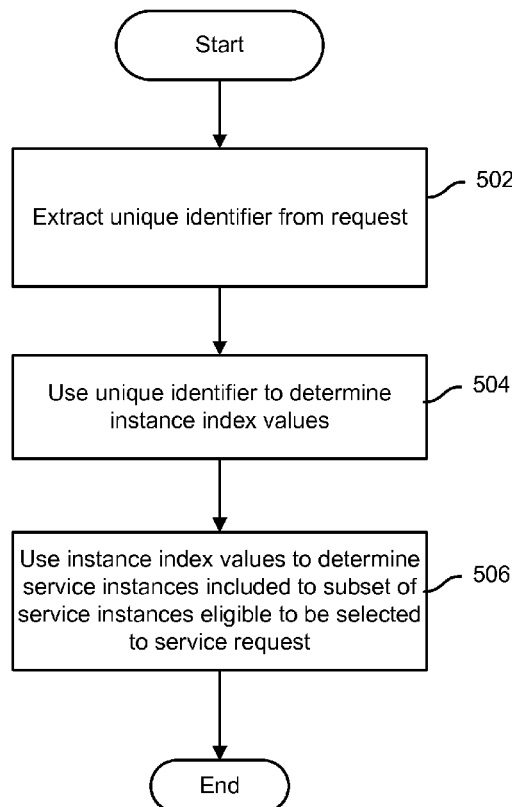 Start
Extract unique identifier from request
502
Use unique identifier to determine
instance index values
504
Use instance index values to determine
service instances included to subset of
service instances eligible to be selected
to service request
506
End